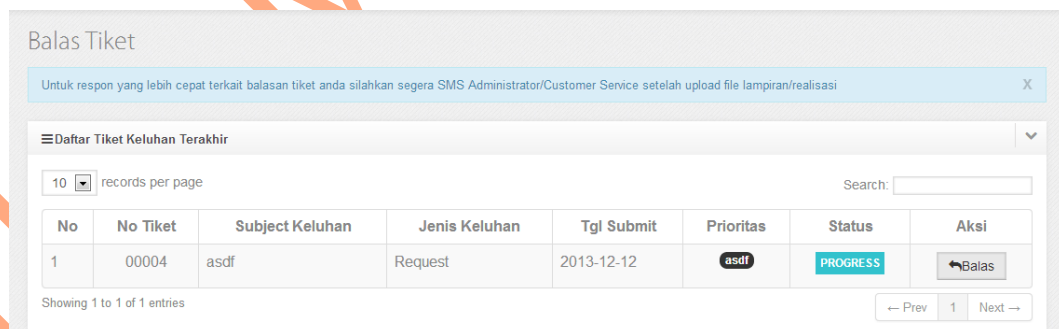 Balas Tiket
Untuk respon yang lebih cepat terkait balasan tiket anda silahkan segera SMS Administrator/Customer Service setelah upload file lampiran/realisasi X
Daftar Tiket Keluhan Terakhir
10 records per page Search:
No No Tiket Subject Keluhan Jenis Keluhan Tgl Submit Prioritas Status Aksi
1 00004 asdf Request 2013-12-12 asdf PROGRESS Balas
Showing 1 to 1 of 1 entries ← Prev 1 Next →